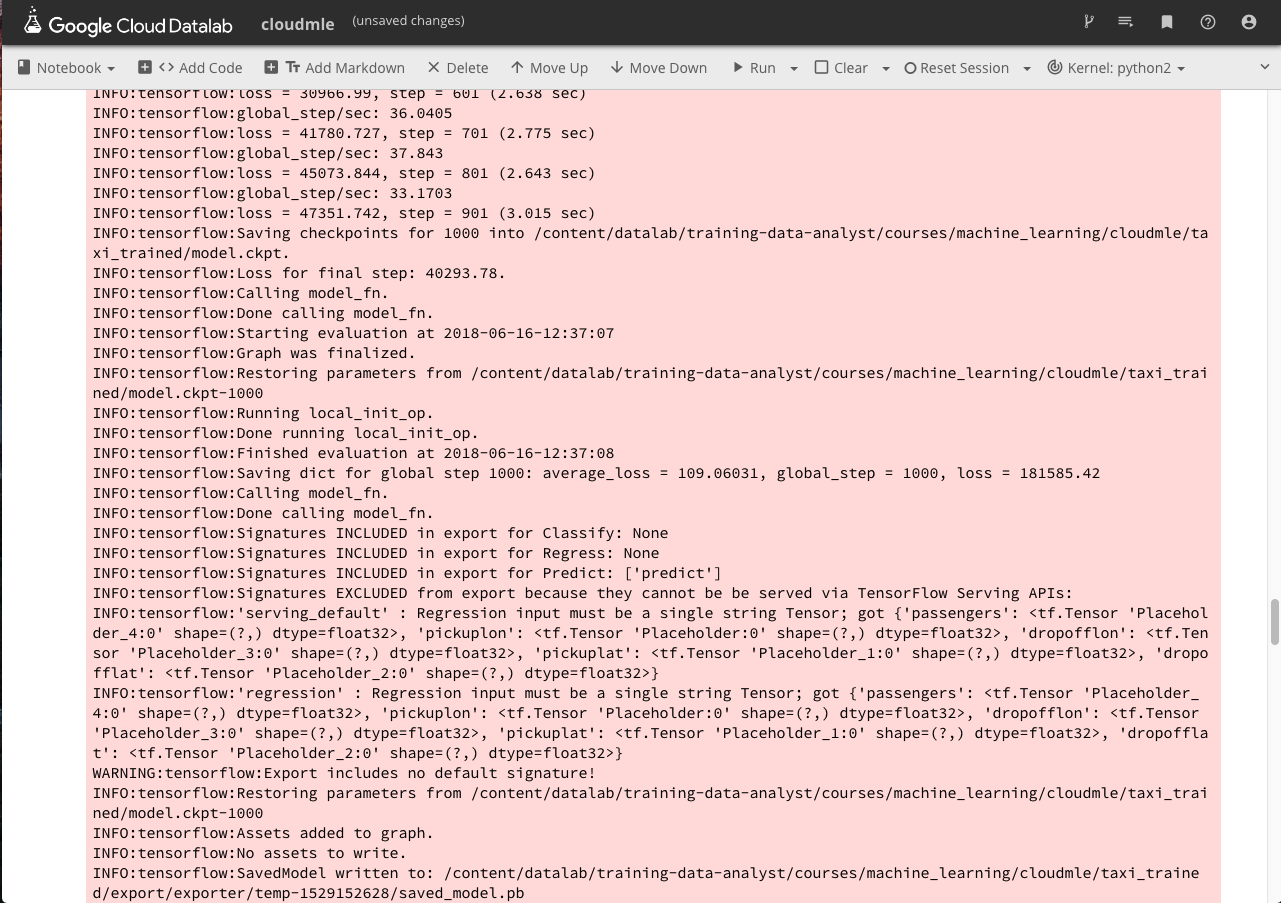 Google Cloud Datalab cloudmle (unsaved changes)
Notebook <> Add Code Tт Add Markdown Delete Move Up Move Down Run Clear Reset Session Kernel: python2
INFO:tensorflow:loss = 30966.99, step = 601 (2.638 sec)
INFO:tensorflow:global_step/sec: 36.0405
INFO:tensorflow:loss = 41780.727, step = 701 (2.775 sec)
INFO:tensorflow:global_step/sec: 37.843
INFO:tensorflow:loss = 45073.844, step = 801 (2.643 sec)
INFO:tensorflow:global_step/sec: 33.1703
INFO:tensorflow:loss = 47351.742, step = 901 (3.015 sec)
INFO:tensorflow:Saving checkpoints for 1000 into /content/datalab/training-data-analyst/courses/machine_learning/cloudmle/ta
xi_trained/model.ckpt.
INFO:tensorflow:Loss for final step: 40293.78.
INFO:tensorflow:Calling model_fn.
INFO:tensorflow:Done calling model_fn.
INFO:tensorflow:Starting evaluation at 2018-06-16-12:37:07
INFO:tensorflow:Graph was finalized.
INFO:tensorflow:Restoring parameters from /content/datalab/training-data-analyst/courses/machine_learning/cloudmle/taxi_trai
ned/model.ckpt-1000
INFO:tensorflow:Running local_init_op.
INFO:tensorflow:Done running local_init_op.
INFO:tensorflow:Finished evaluation at 2018-06-16-12:37:08
INFO:tensorflow:Saving dict for global step 1000: average_loss = 109.06031, global_step = 1000, loss = 181585.42
INFO:tensorflow:Calling model_fn.
INFO:tensorflow:Done calling model_fn.
INFO:tensorflow:Signatures INCLUDED in export for Classify: None
INFO:tensorflow:Signatures INCLUDED in export for Regress: None
INFO:tensorflow:Signatures INCLUDED in export for Predict: ['predict']
INFO:tensorflow:Signatures EXCLUDED from export because they cannot be be served via TensorFlow Serving APIs:
INFO:tensorflow:'serving_default' : Regression input must be a single string Tensor; got {'passengers': <tf.Tensor 'Placehol
der_4:0' shape=(?,) dtype=float32>, 'pickuplon': <tf.Tensor 'Placeholder:0' shape=(?,) dtype=float32>, 'dropofflon': <tf.Ten
sor 'Placeholder_3:0' shape=(?,) dtype=float32>, 'pickuplat': <tf.Tensor 'Placeholder_1:0' shape=(?,) dtype=float32>, 'dropo
fflat': <tf.Tensor 'Placeholder_2:0' shape=(?,) dtype=float32>}
INFO:tensorflow:'regression' : Regression input must be a single string Tensor; got {'passengers': <tf.Tensor 'Placeholder_
4:0' shape=(?,) dtype=float32>, 'pickuplon': <tf.Tensor 'Placeholder:0' shape=(?,) dtype=float32>, 'dropofflon': <tf.Tensor
'Placeholder_3:0' shape=(?,) dtype=float32>, 'pickuplat': <tf.Tensor 'Placeholder_1:0' shape=(?,) dtype=float32>, 'dropoffla
t': <tf.Tensor 'Placeholder_2:0' shape=(?,) dtype=float32>}
WARNING:tensorflow:Export includes no default signature!
INFO:tensorflow:Restoring parameters from /content/datalab/training-data-analyst/courses/machine_learning/cloudmle/taxi_trai
ned/model.ckpt-1000
INFO:tensorflow:Assets added to graph.
INFO:tensorflow:No assets to write.
INFO:tensorflow:SavedModel written to: /content/datalab/training-data-analyst/courses/machine_learning/cloudmle/taxi_traine
d/export/exporter/temp-1529152628/saved_model.pb